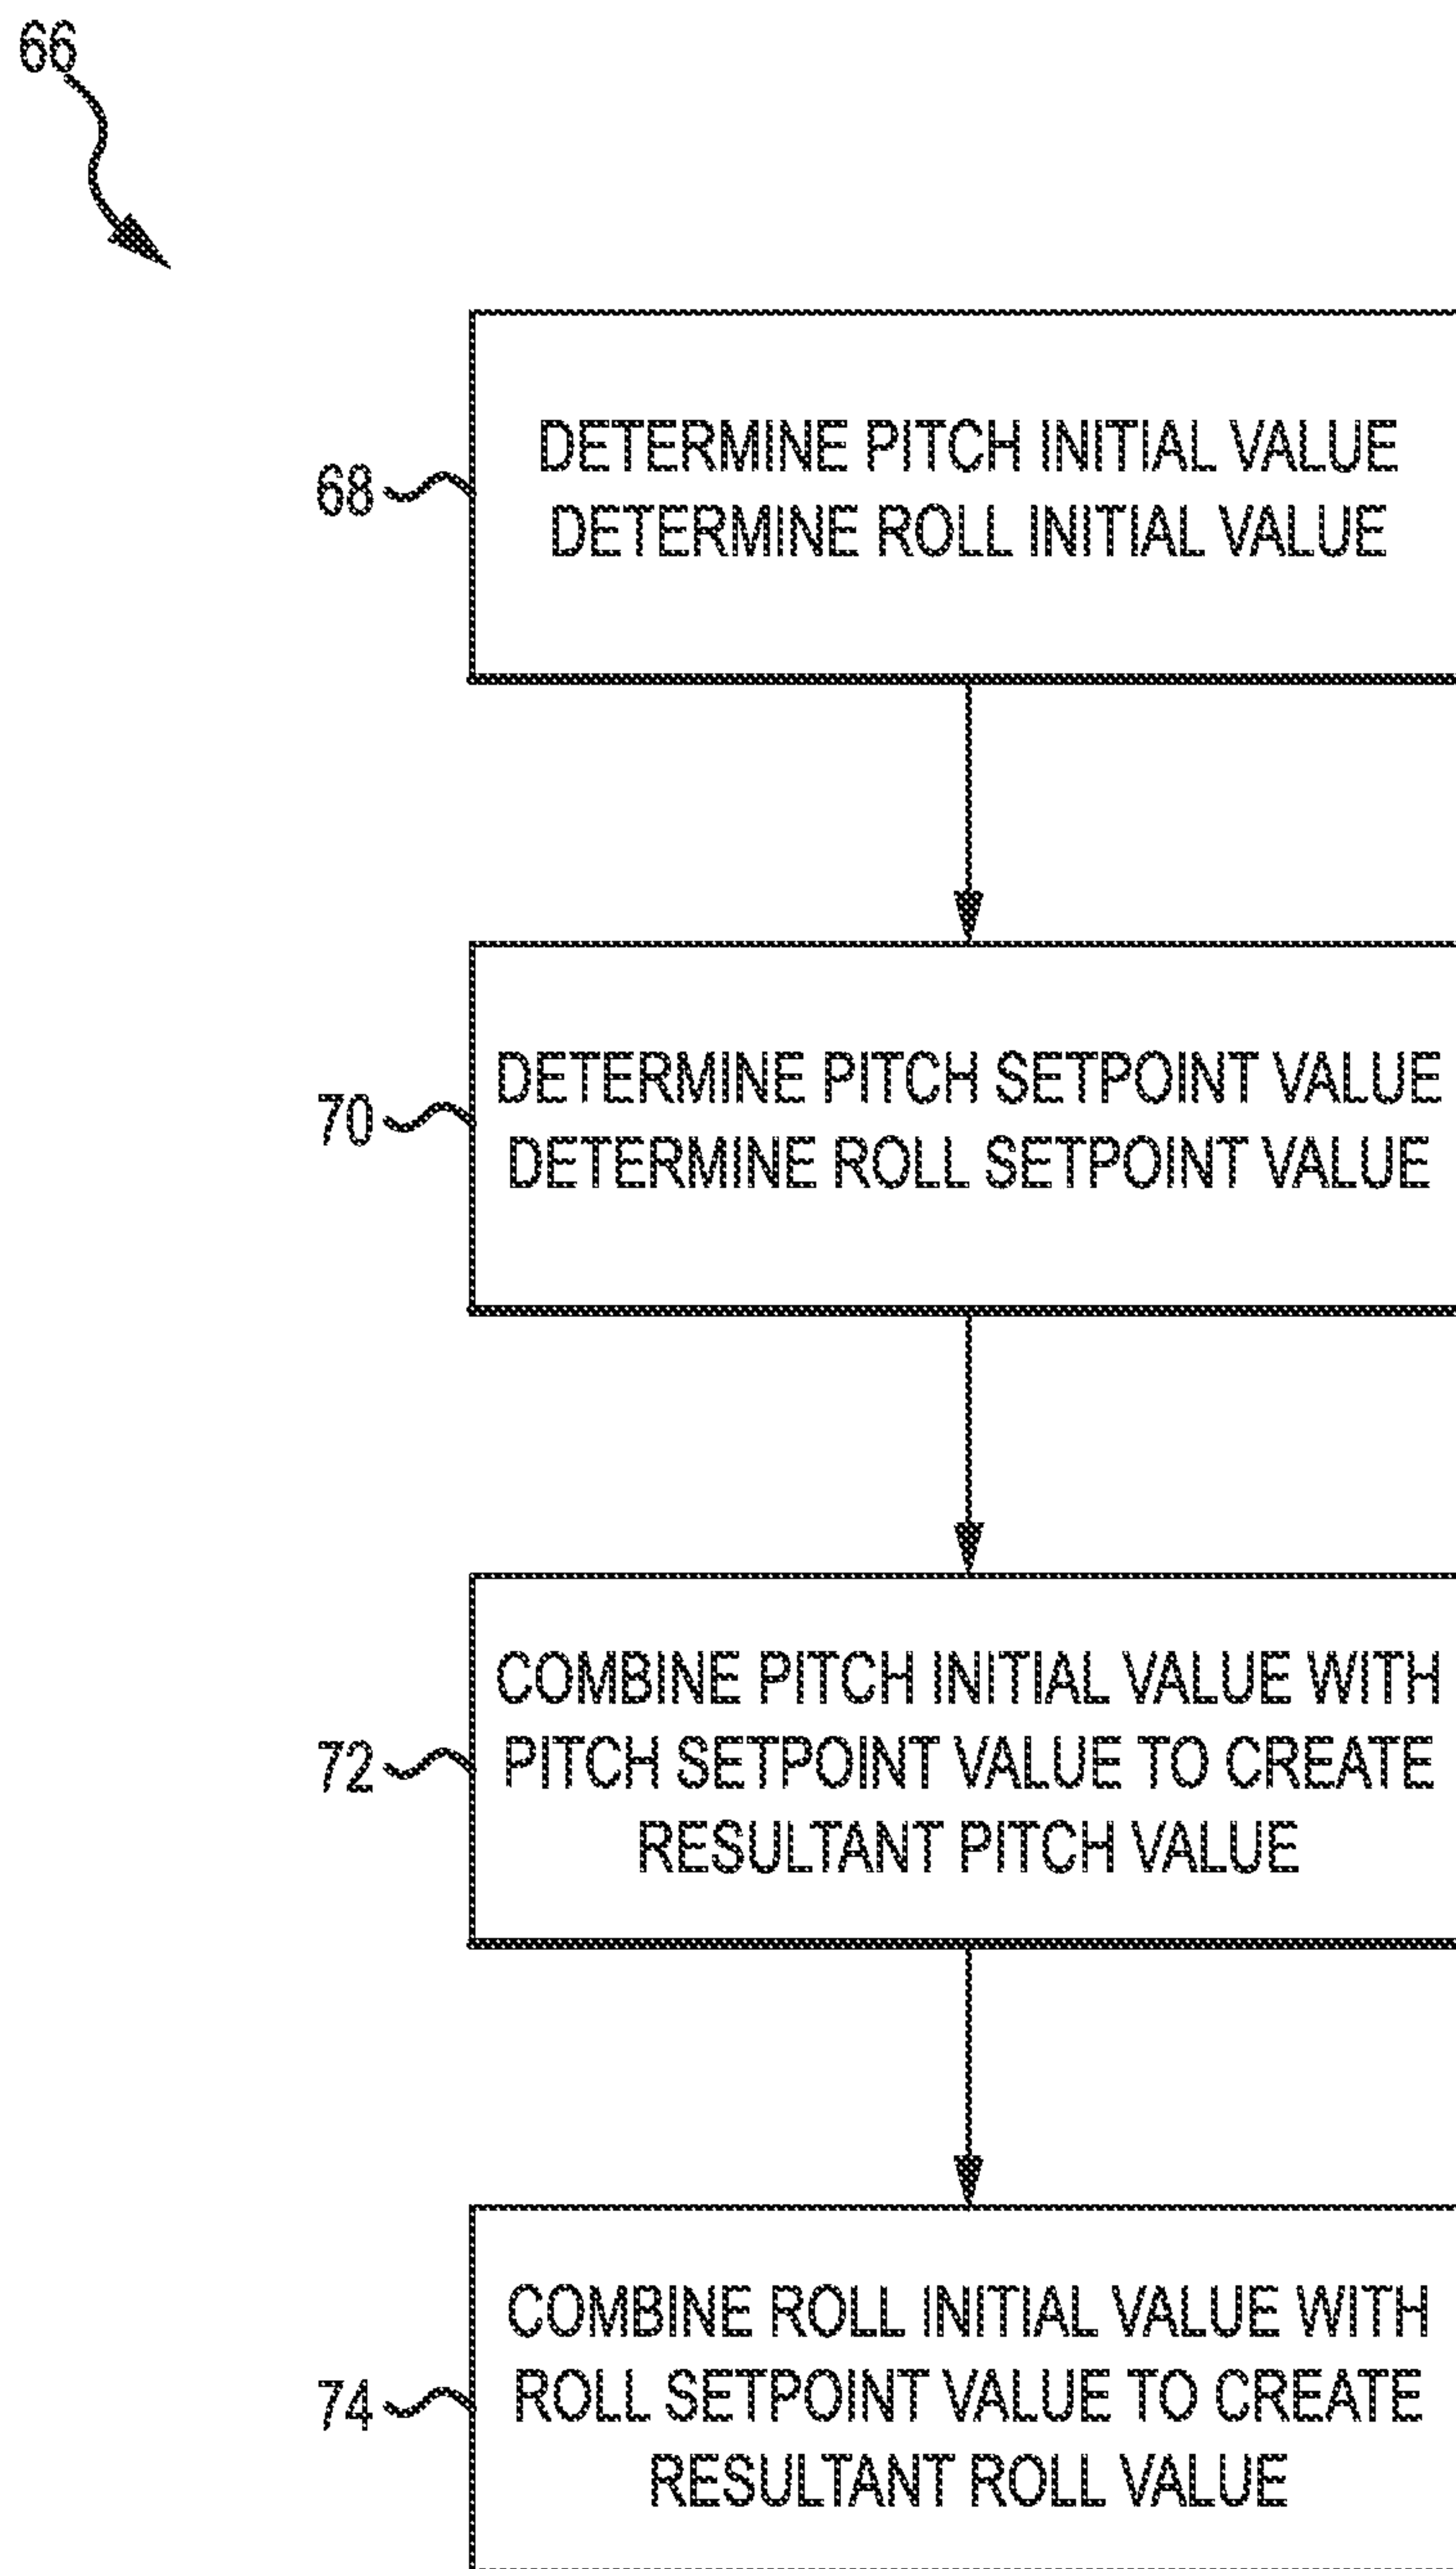 66
68
DETERMINE PITCH INITIAL VALUE
DETERMINE ROLL INITIAL VALUE
70
DETERMINE PITCH SETPOINT VALUE
DETERMINE ROLL SETPOINT VALUE
72
COMBINE PITCH INITIAL VALUE WITH
PITCH SETPOINT VALUE TO CREATE
RESULTANT PITCH VALUE
74
COMBINE ROLL INITIAL VALUE WITH
ROLL SETPOINT VALUE TO CREATE
RESULTANT ROLL VALUE